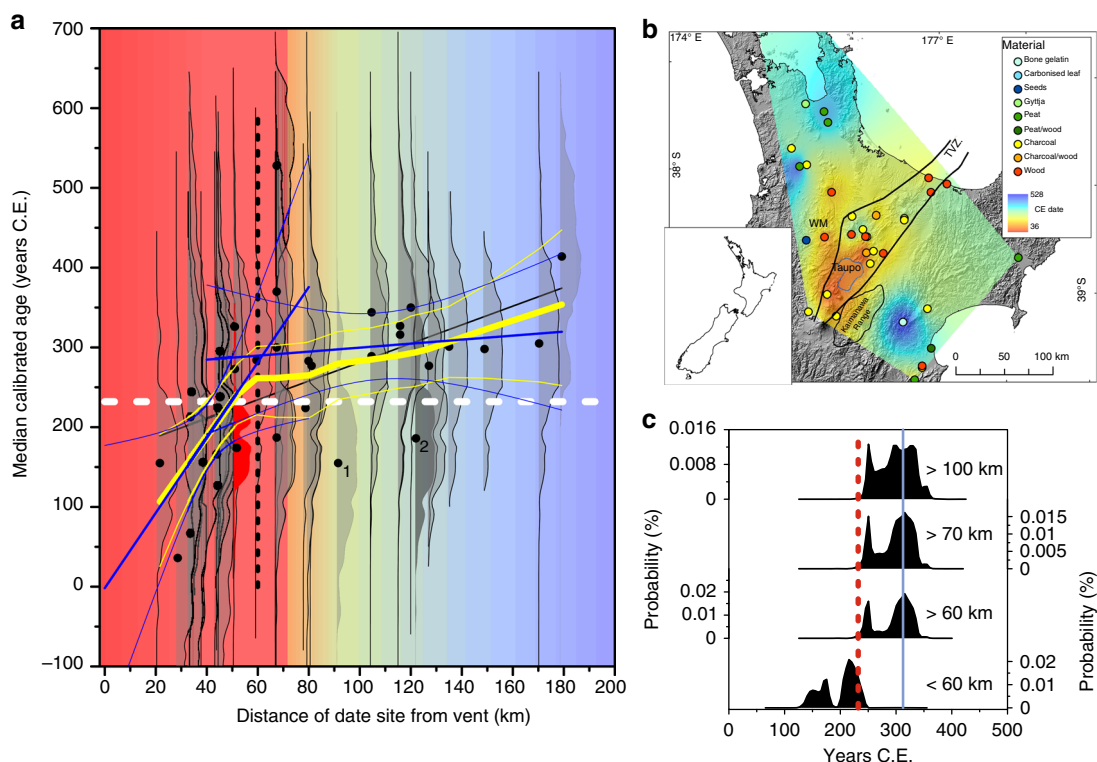 a
700
600
500
400
300
200
100
0
−100
Median calibrated age (years C.E.)
1
2
0
20
40
60
80
100
120
140
160
180
200
Distance of date site from vent (km)
b
174° E
177° E
38° S
39°S
TVZ
WM
Taupo
Kaimanawa
Range
Material
Bone gelatin
Carbonised leaf
Seeds
Gyttja
Peat
Peat/wood
Charcoal
Charcoal/wood
Wood
528
CE date
36
0 50 100 km
c
0.016
0.008
0
> 100 km
0.015
0.01
0.005
0
> 70 km
0.02
0.01
0
> 60 km
0.02
0.01
0
< 60 km
Probability (%)
Probability (%)
0 100 200 300 400 500
Years C.E.